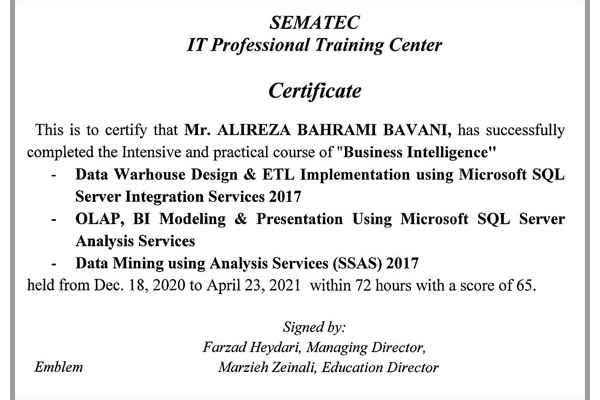 SEMATEC
IT Professional Training Center
Certificate
This is to certify that Mr. ALIREZA BAHRAMI BAVANI, has successfully
completed the Intensive and practical course of "Business Intelligence"
- Data Warhouse Design & ETL Implementation using Microsoft SQL
Server Integration Services 2017
- OLAP, BI Modeling & Presentation Using Microsoft SQL Server
Analysis Services
- Data Mining using Analysis Services (SSAS) 2017
held from Dec. 18, 2020 to April 23, 2021 within 72 hours with a score of 65.
Signed by:
Farzad Heydari, Managing Director,
Emblem Marzieh Zeinali, Education Director